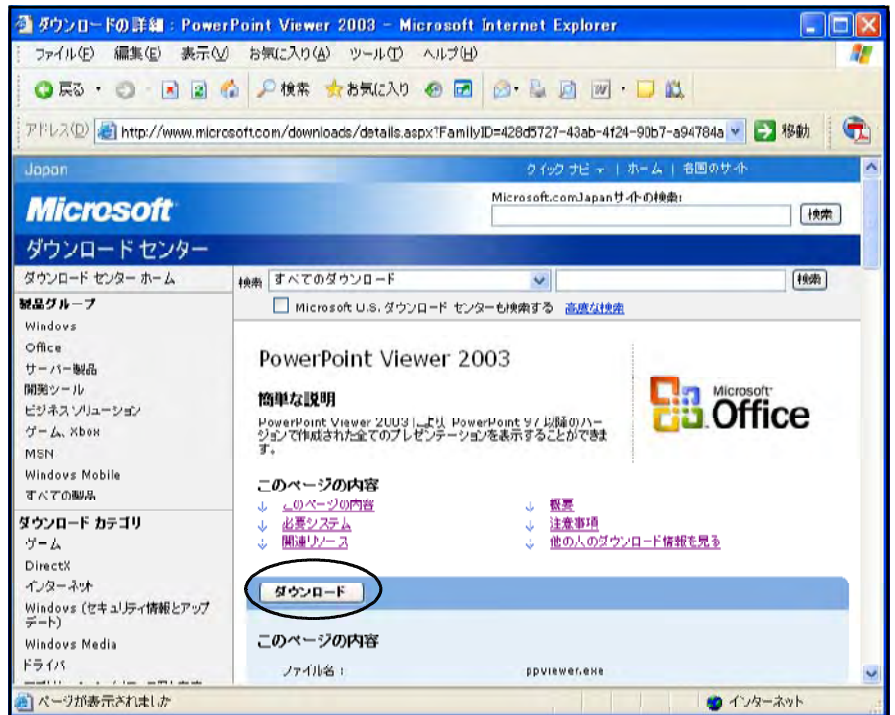 ダウンロードの詳細 : PowerPoint Viewer 2003 - Microsoft Internet Explorer
ファイル(F) 編集(E) 表示(V) お気に入り(A) ツール(T) ヘルプ(H)
戻る 検索 お気に入り
アドレス(D) http://www.microsoft.com/downloads/details.aspx?FamilyID=428d5727-43ab-4f24-90b7-a94784a 移動
Japan クイック ナビ | ホーム | 各国のサイト
Microsoft
Microsoft.comJapanサイトの検索:
検索
ダウンロード センター
ダウンロード センター ホーム
検索 すべてのダウンロード 検索
Microsoft U.S. ダウンロード センターも検索する 高度な検索
製品グループ
Windows
Office
サーバー製品
開発ツール
ビジネスソリューション
ゲーム、Xbox
MSN
Windows Mobile
すべての製品
ダウンロード カテゴリ
ゲーム
DirectX
インターネット
Windows (セキュリティ情報とアップ
デート)
Windows Media
ドライバ
PowerPoint Viewer 2003
Microsoft
Office
簡単な説明
PowerPoint Viewer 2003 により PowerPoint 97 以降のバー
ジョンで作成された全てのプレゼンテーションを表示することができま
す。
このページの内容
↓ このページの内容 ↓ 概要
↓ 必要システム ↓ 注意事項
↓ 関連リソース ↓ 他の人のダウンロード情報を見る
ダウンロード
このページの内容
ファイル名 : ppviewer.exe
ページが表示されました インターネット